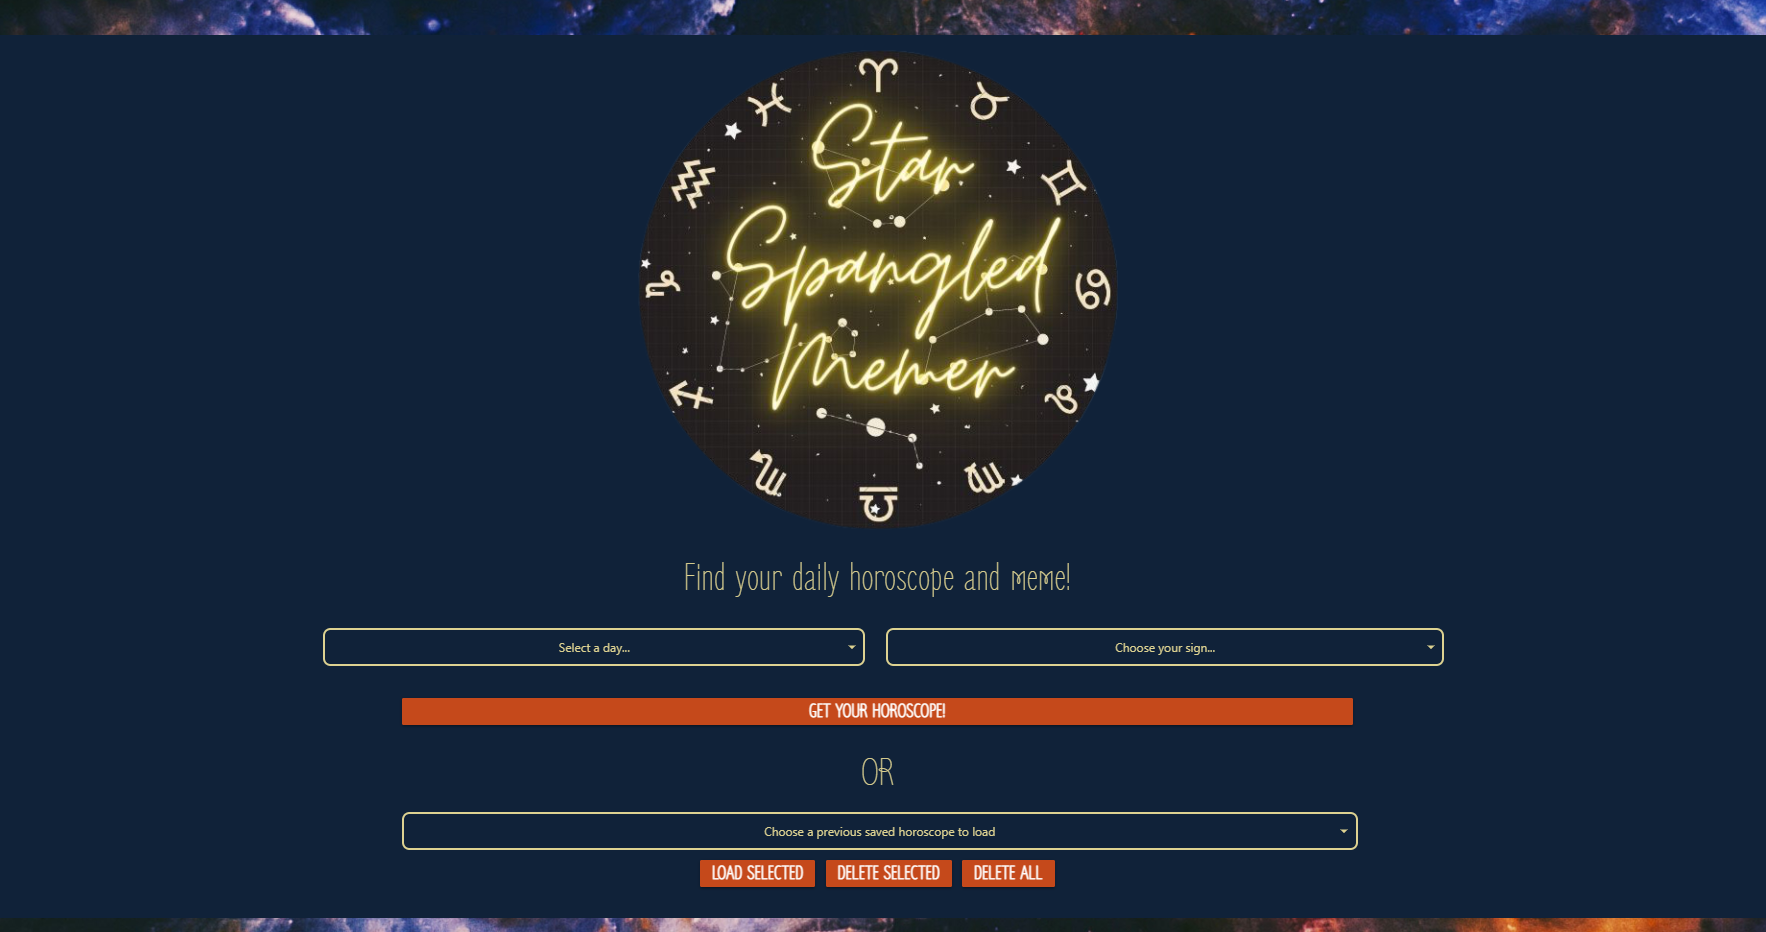 Star
Spangled
Memer
Find your daily horoscope and meme!
Select a day...
Choose your sign...
GET YOUR HOROSCOPE!
OR
Choose a previous saved horoscope to load
LOAD SELECTED
DELETE SELECTED
DELETE ALL